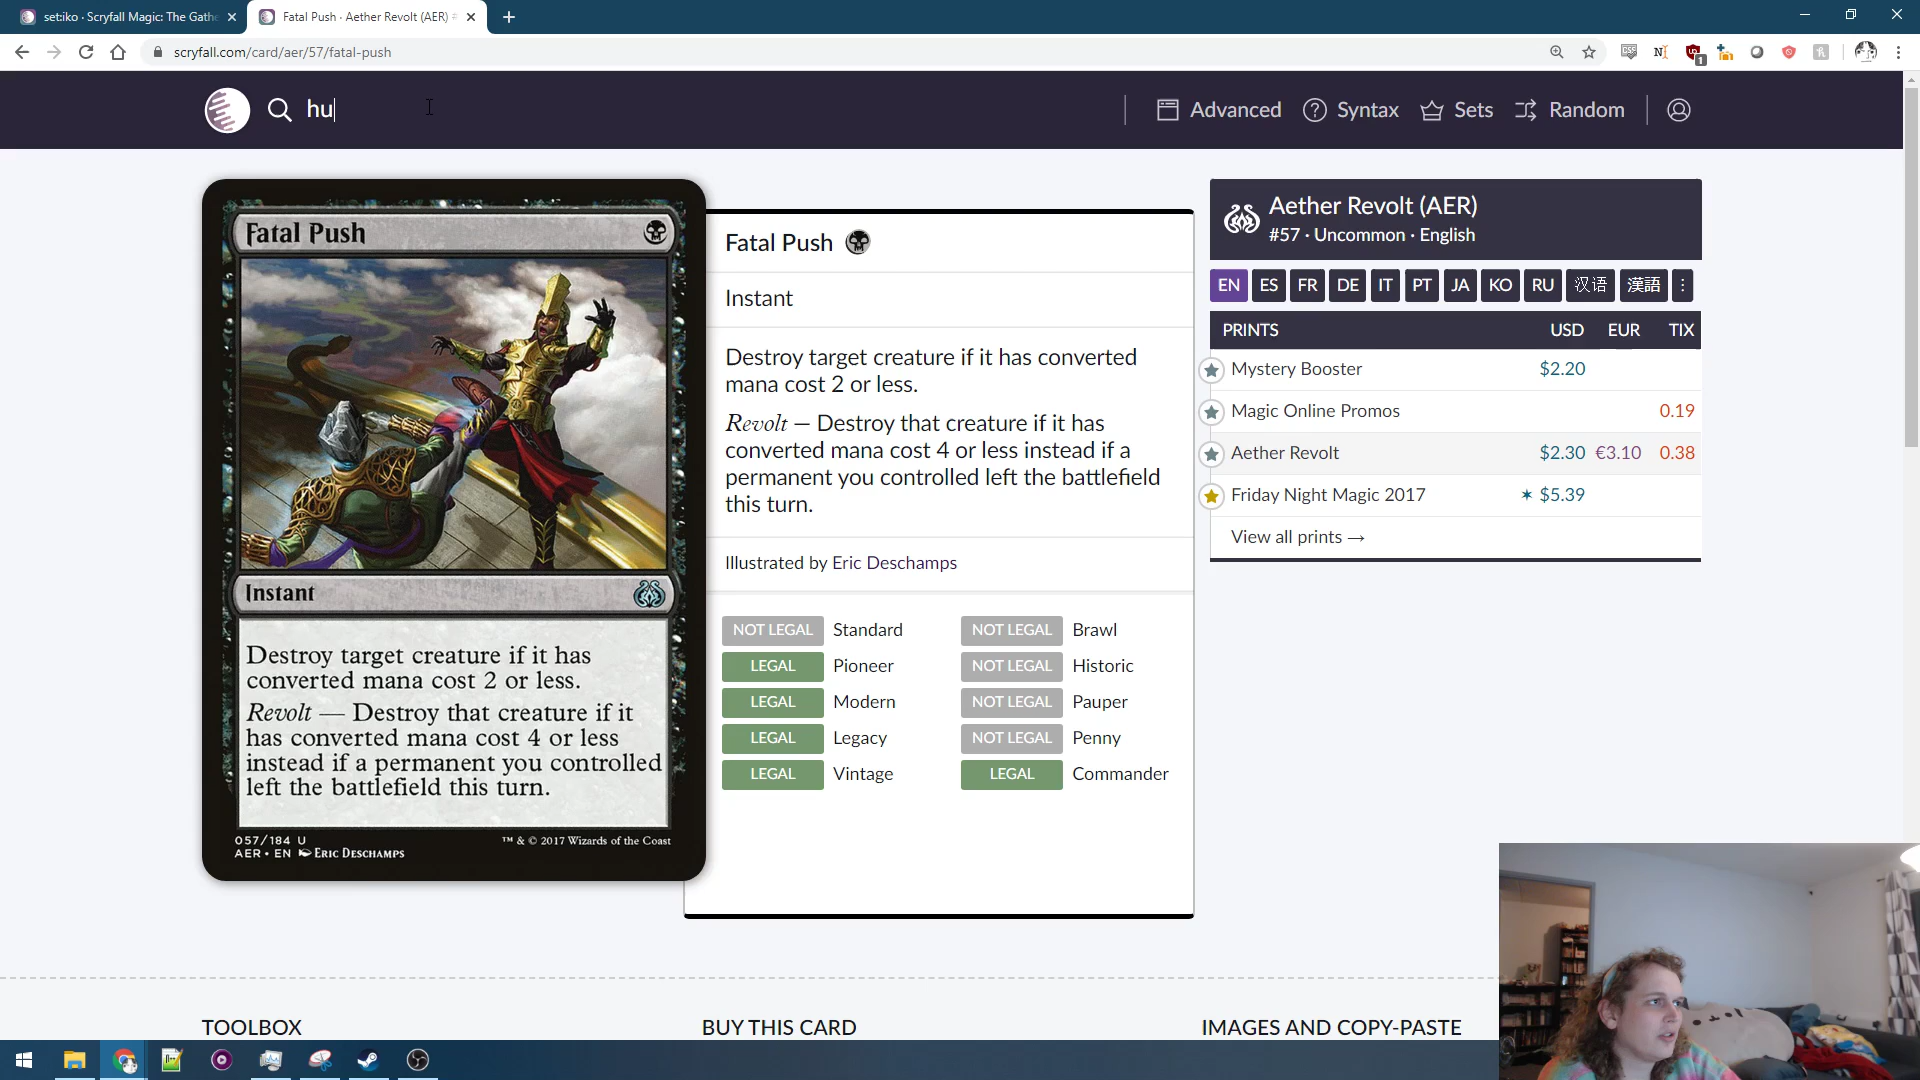 set:iko · Scryfall Magic: The Gathe
Fatal Push · Aether Revolt (AER) #
scryfall.com/card/aer/57/fatal-push
hu
Advanced
Syntax
Sets
Random
Fatal Push
Instant
Destroy target creature if it has
converted mana cost 2 or less.
Revolt — Destroy that creature if it
has converted mana cost 4 or less
instead if a permanent you controlled
left the battlefield this turn.
057/184 U
AER • EN Eric Deschamps
™ & © 2017 Wizards of the Coast
Fatal Push
Instant
Destroy target creature if it has converted
mana cost 2 or less.
Revolt — Destroy that creature if it has
converted mana cost 4 or less instead if a
permanent you controlled left the battlefield
this turn.
Illustrated by Eric Deschamps
NOT LEGAL Standard NOT LEGAL Brawl
LEGAL Pioneer NOT LEGAL Historic
LEGAL Modern NOT LEGAL Pauper
LEGAL Legacy NOT LEGAL Penny
LEGAL Vintage LEGAL Commander
Aether Revolt (AER)
#57 · Uncommon · English
EN ES FR DE IT PT JA KO RU 汉语 漢語
PRINTS USD EUR TIX
Mystery Booster $2.20
Magic Online Promos 0.19
Aether Revolt $2.30 €3.10 0.38
Friday Night Magic 2017 ✶ $5.39
View all prints →
TOOLBOX
BUY THIS CARD
IMAGES AND COPY-PASTE